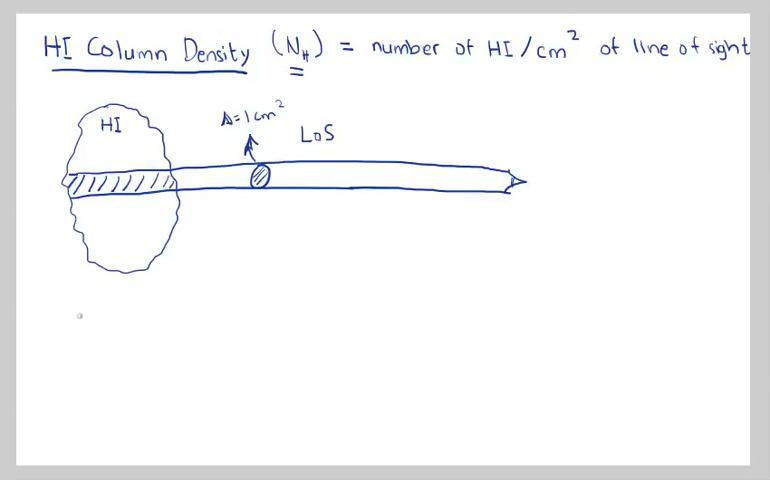 HI Column Density (N_H) = number of HI/cm² of line of sight
A=1cm²
HI
LoS